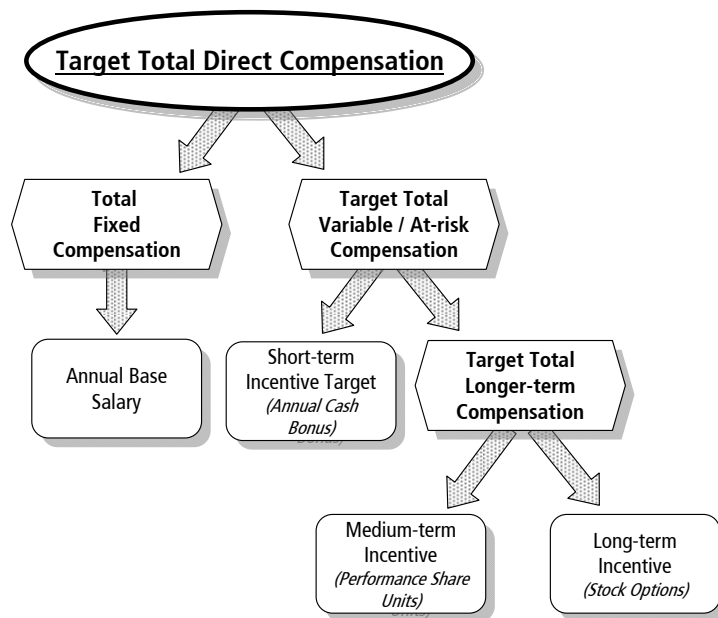 Target Total Direct Compensation
Total
Fixed
Compensation
Target Total
Variable / At-risk
Compensation
Annual Base
Salary
Short-term
Incentive Target
(Annual Cash
Bonus)
Target Total
Longer-term
Compensation
Medium-term
Incentive
(Performance Share
Units)
Long-term
Incentive
(Stock Options)